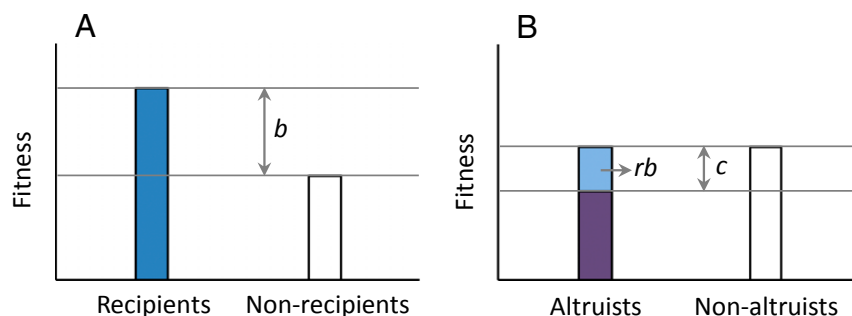 A
Fitness
b
Recipients
Non-recipients
B
Fitness
rb
c
Altruists
Non-altruists